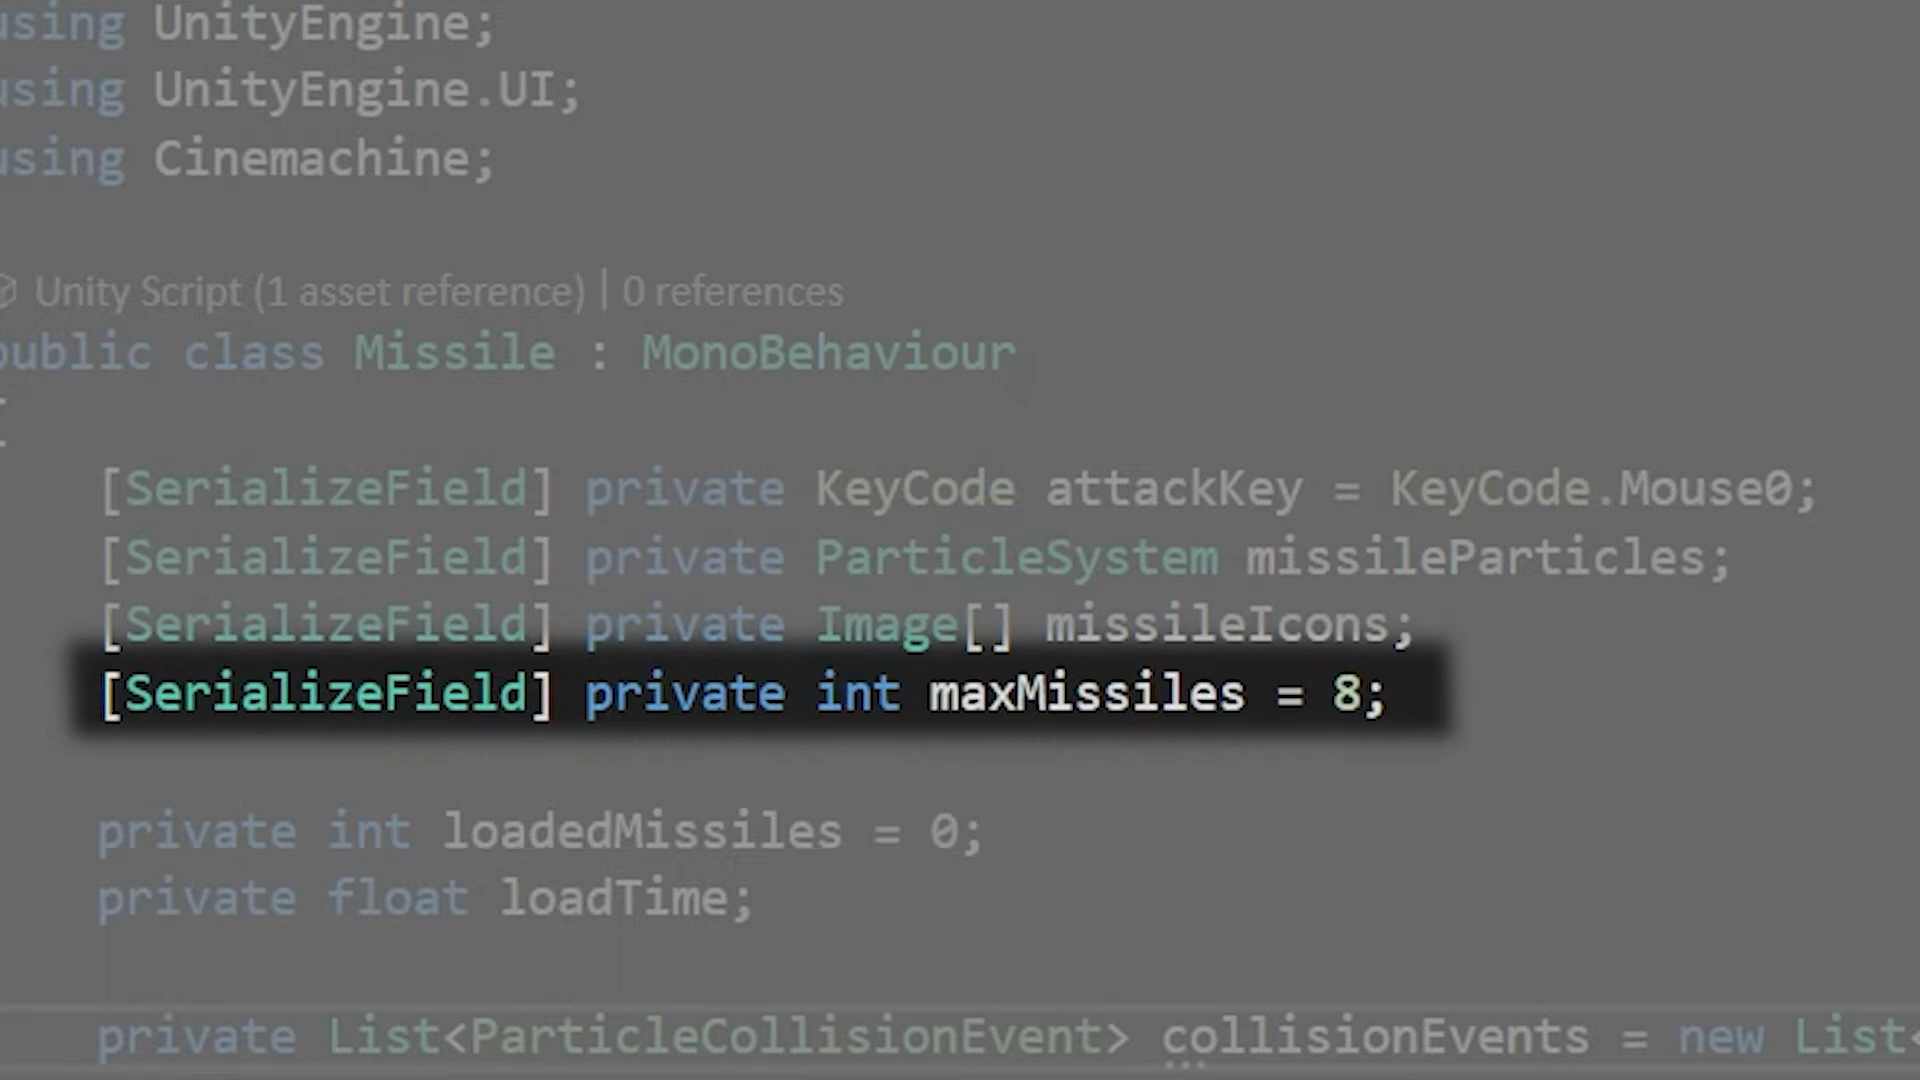 using UnityEngine;
using UnityEngine.UI;
using Cinemachine;
Unity Script (1 asset reference) | 0 references
public class Missile : MonoBehaviour
{
[SerializeField] private KeyCode attackKey = KeyCode.Mouse0;
[SerializeField] private ParticleSystem missileParticles;
[SerializeField] private Image[] missileIcons;
[SerializeField] private int maxMissiles = 8;
private int loadedMissiles = 0;
private float loadTime;
private List<ParticleCollisionEvent> collisionEvents = new List<